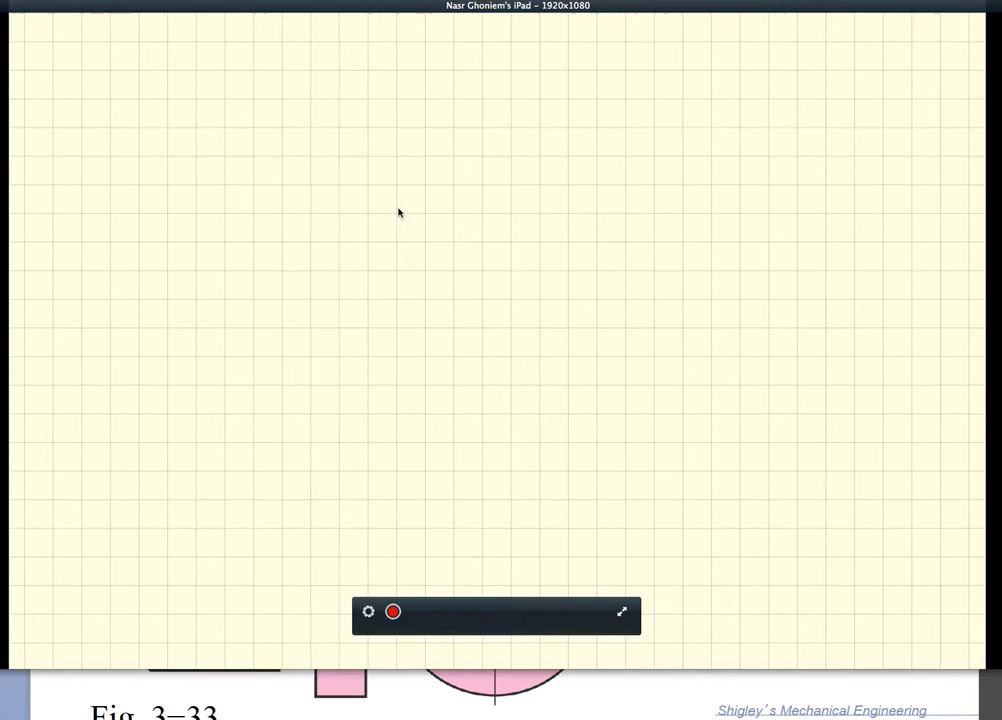 Nasr Ghoniem's iPad – 1920x1080
Fig. 3–33
Shigley's Mechanical Engineering